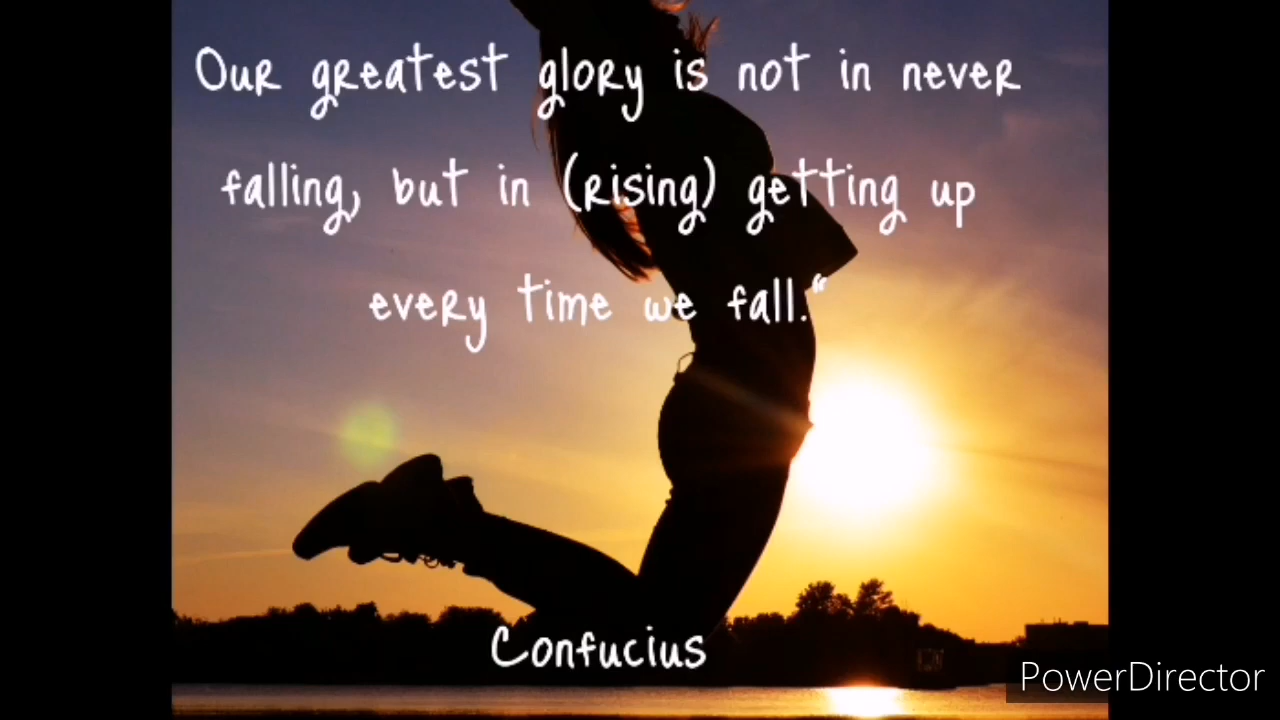 Our greatest glory is not in never
falling, but in (rising) getting up
every time we fall.“
Confucius
PowerDirector